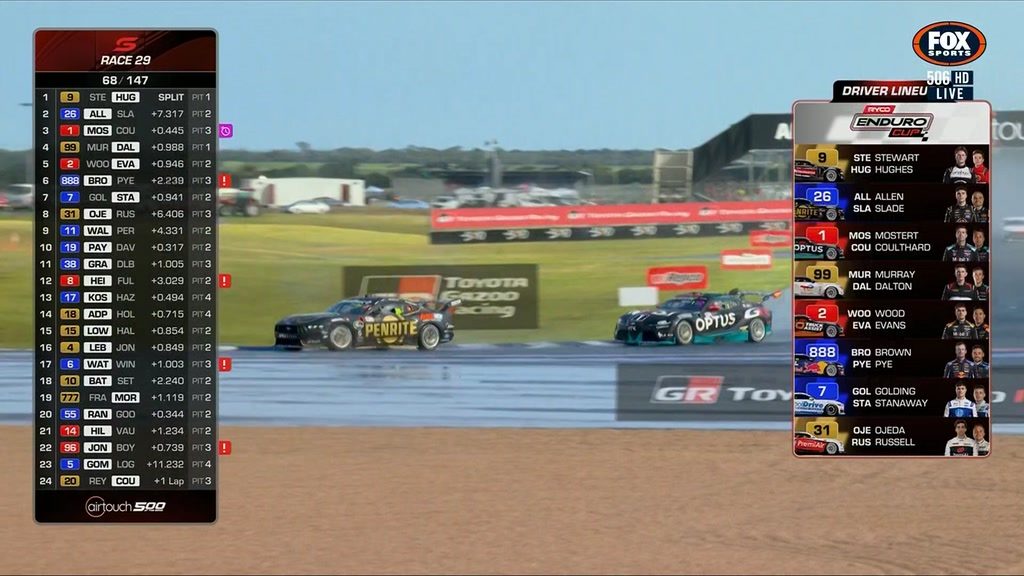 RACE 29
68/147
1 9 STE HUG SPLIT PIT 1
2 26 ALL SLA +7.317 PIT 2
3 1 MOS COU +0.445 PIT 3
4 99 MUR DAL +0.988 PIT 1
5 2 WOO EVA +0.946 PIT 2
6 888 BRO PYE +2.239 PIT 3 !
7 7 GOL STA +0.941 PIT 2
8 31 OJE RUS +6.406 PIT 3
9 11 WAL PER +4.331 PIT 2
10 19 PAY DAV +0.317 PIT 2
11 38 GRA DLB +1.005 PIT 3
12 8 HEI FUL +3.029 PIT 2 !
13 17 KOS HAZ +0.494 PIT 4
14 18 ADP HOL +0.715 PIT 4
15 15 LOW HAL +0.854 PIT 2
16 4 LEB JON +0.849 PIT 2
17 6 WAT WIN +1.003 PIT 3 !
18 10 BAT SET +2.240 PIT 2
19 777 FRA MOR +1.119 PIT 2
20 55 RAN GOO +0.344 PIT 2
21 14 HIL VAU +1.234 PIT 2
22 96 JON BOY +0.739 PIT 3 !
23 5 GOM LOG +11.232 PIT 4
24 20 REY COU +1 Lap PIT 3
airtouch 500
FOX
SPORTS
506 HD
LIVE
DRIVER LINEU
RYCO
ENDURO
CUP
9 STE STEWART
HUG HUGHES
26 ALL ALLEN
SLA SLADE
1 MOS MOSTERT
COU COULTHARD
99 MUR MURRAY
DAL DALTON
2 WOO WOOD
EVA EVANS
888 BRO BROWN
PYE PYE
7 GOL GOLDING
STA STANAWAY
31 OJE OJEDA
RUS RUSSELL
TOYOTA
GAZOO
Racing
PENRITE
OPTUS
GR TOYO